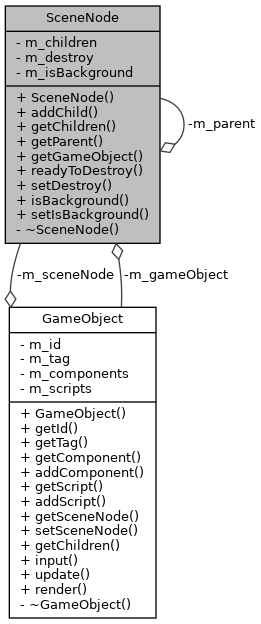 SceneNode
- m_children
- m_destroy
- m_isBackground
+ SceneNode()
+ addChild()
+ getChildren()
+ getParent()
+ getGameObject()
+ readyToDestroy()
+ setDestroy()
+ isBackground()
+ setIsBackground()
- ~SceneNode()
-m_parent
-m_sceneNode
-m_gameObject
GameObject
- m_id
- m_tag
- m_components
- m_scripts
+ GameObject()
+ getId()
+ getTag()
+ getComponent()
+ addComponent()
+ getScript()
+ addScript()
+ getSceneNode()
+ setSceneNode()
+ getChildren()
+ input()
+ update()
+ render()
- ~GameObject()